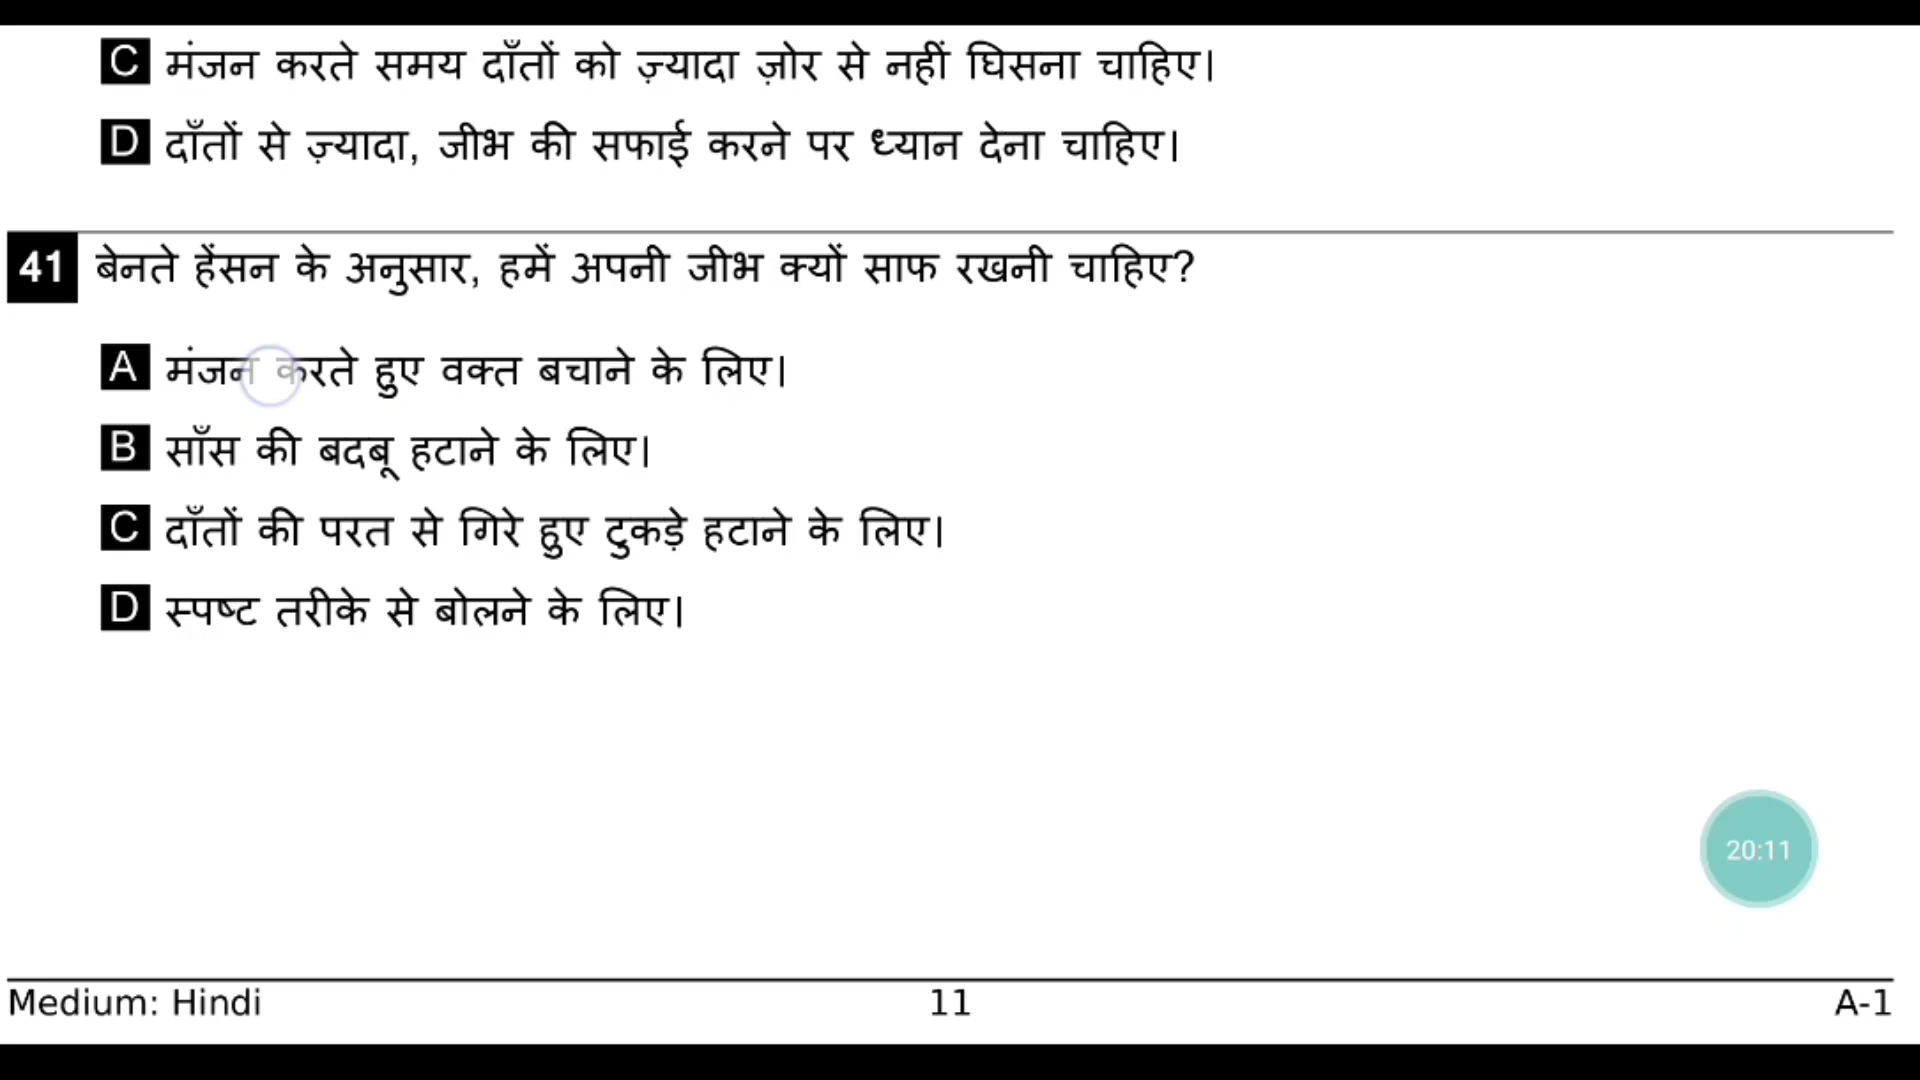 C मंजन करते समय दाँतों को ज़्यादा ज़ोर से नहीं घिसना चाहिए।
D दाँतों से ज़्यादा, जीभ की सफाई करने पर ध्यान देना चाहिए।
41 बेनते हेंसन के अनुसार, हमें अपनी जीभ क्यों साफ रखनी चाहिए?
A मंजन करते हुए वक्त बचाने के लिए।
B साँस की बदबू हटाने के लिए।
C दाँतों की परत से गिरे हुए टुकड़े हटाने के लिए।
D स्पष्ट तरीके से बोलने के लिए।
20:11
Medium: Hindi 11 A-1